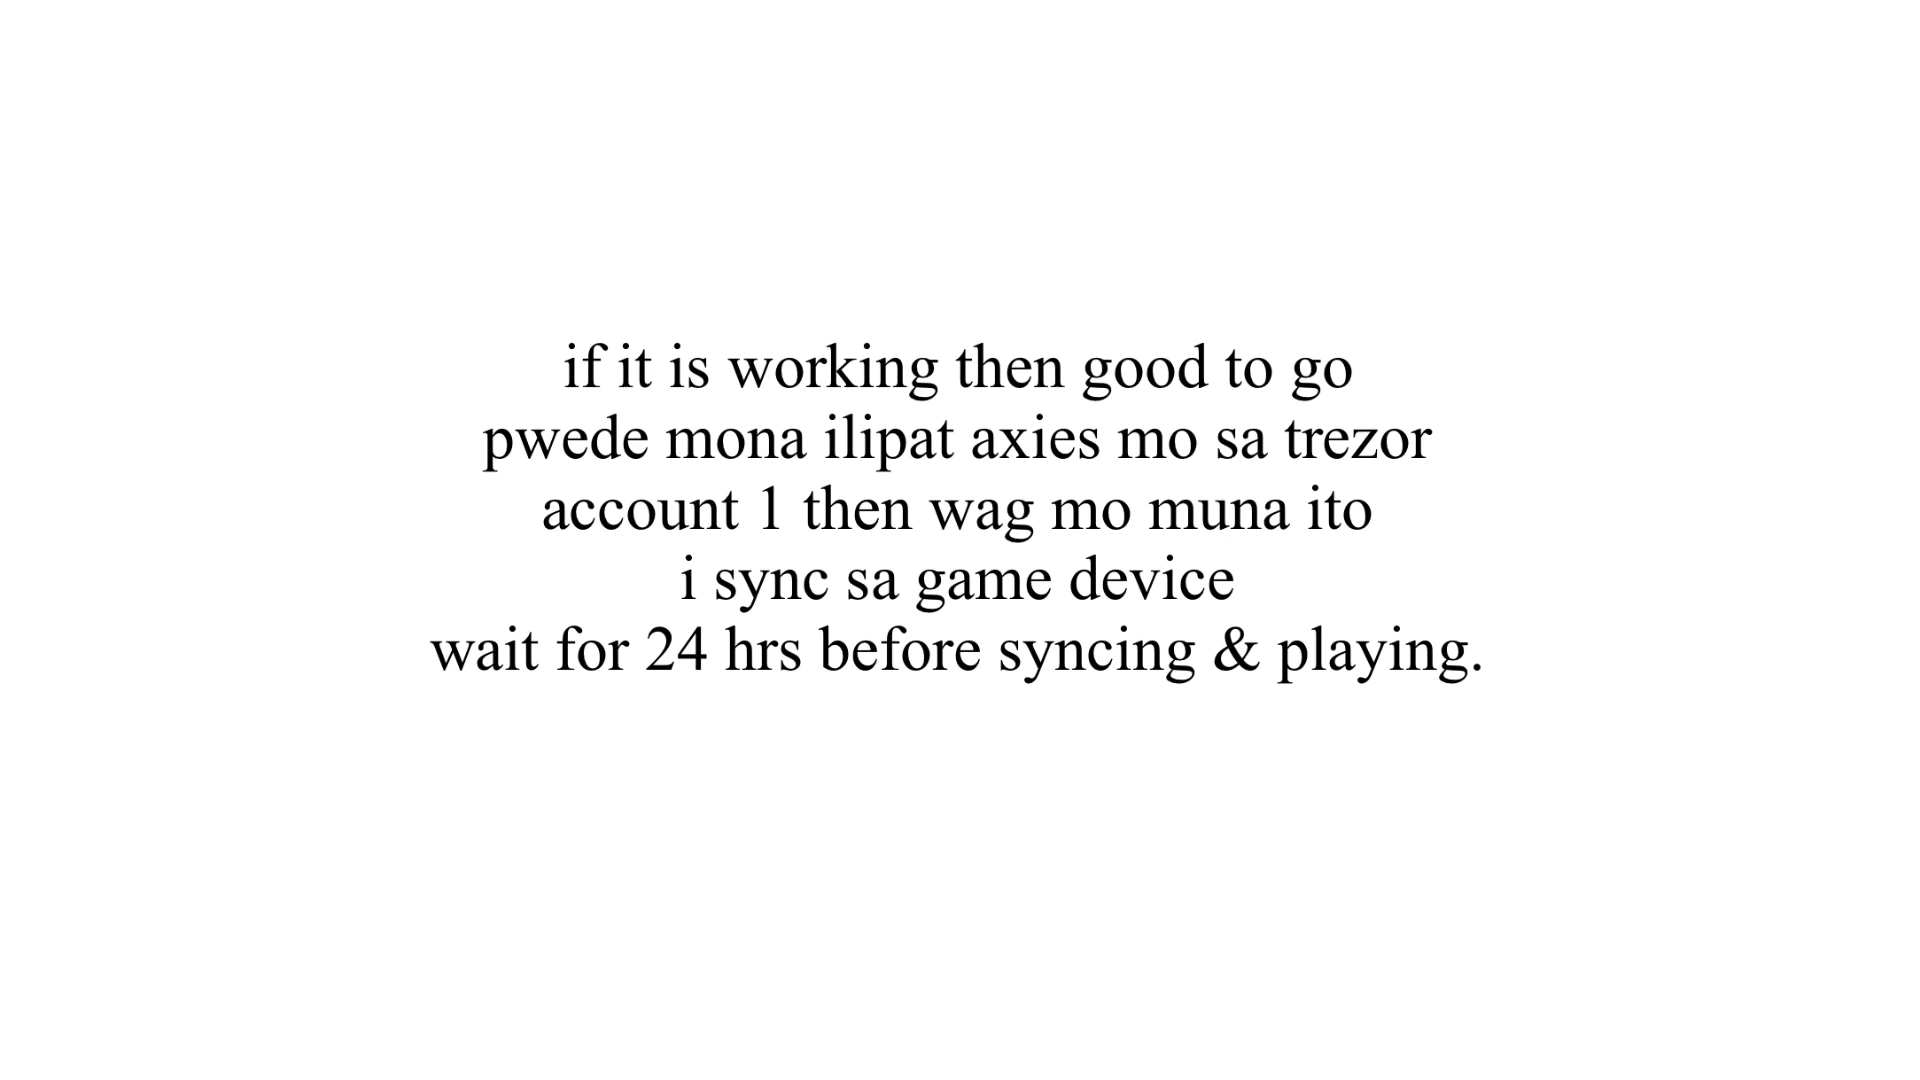 if it is working then good to go
pwede mona ilipat axies mo sa trezor
account 1 then wag mo muna ito
i sync sa game device
wait for 24 hrs before syncing & playing.